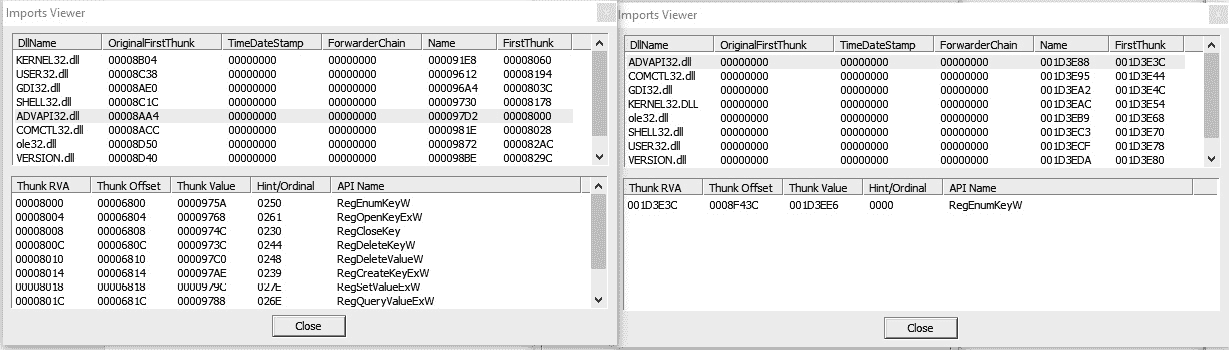 Imports Viewer
DllName OriginalFirstThunk TimeDateStamp ForwarderChain Name FirstThunk
KERNEL32.dll 00008B04 00000000 00000000 000091E8 00008060
USER32.dll 00008C38 00000000 00000000 00009612 00008194
GDI32.dll 00008AE0 00000000 00000000 000096A4 0000803C
SHELL32.dll 00008C1C 00000000 00000000 00009730 00008178
ADVAPI32.dll 00008AA4 00000000 00000000 000097D2 00008000
COMCTL32.dll 00008ACC 00000000 00000000 0000981E 00008028
ole32.dll 00008D50 00000000 00000000 00009872 000082AC
VERSION.dll 00008D40 00000000 00000000 000098BE 0000829C
Thunk RVA Thunk Offset Thunk Value Hint/Ordinal API Name
00008000 00006800 0000975A 0250 RegEnumKeyW
00008004 00006804 00009768 0261 RegOpenKeyExW
00008008 00006808 0000974C 0230 RegCloseKey
0000800C 0000680C 0000973C 0244 RegDeleteKeyW
00008010 00006810 000097C0 0248 RegDeleteValueW
00008014 00006814 000097AE 0239 RegCreateKeyExW
00008018 00006818 0000979C 027E RegSetValueExW
0000801C 0000681C 00009788 026E RegQueryValueExW
Close
Imports Viewer
DllName OriginalFirstThunk TimeDateStamp ForwarderChain Name FirstThunk
ADVAPI32.dll 00000000 00000000 00000000 001D3E88 001D3E3C
COMCTL32.dll 00000000 00000000 00000000 001D3E95 001D3E44
GDI32.dll 00000000 00000000 00000000 001D3EA2 001D3E4C
KERNEL32.DLL 00000000 00000000 00000000 001D3EAC 001D3E54
ole32.dll 00000000 00000000 00000000 001D3EB9 001D3E68
SHELL32.dll 00000000 00000000 00000000 001D3EC3 001D3E70
USER32.dll 00000000 00000000 00000000 001D3ECF 001D3E78
VERSION.dll 00000000 00000000 00000000 001D3EDA 001D3E80
Thunk RVA Thunk Offset Thunk Value Hint/Ordinal API Name
001D3E3C 0008F43C 001D3EE6 0000 RegEnumKeyW
Close